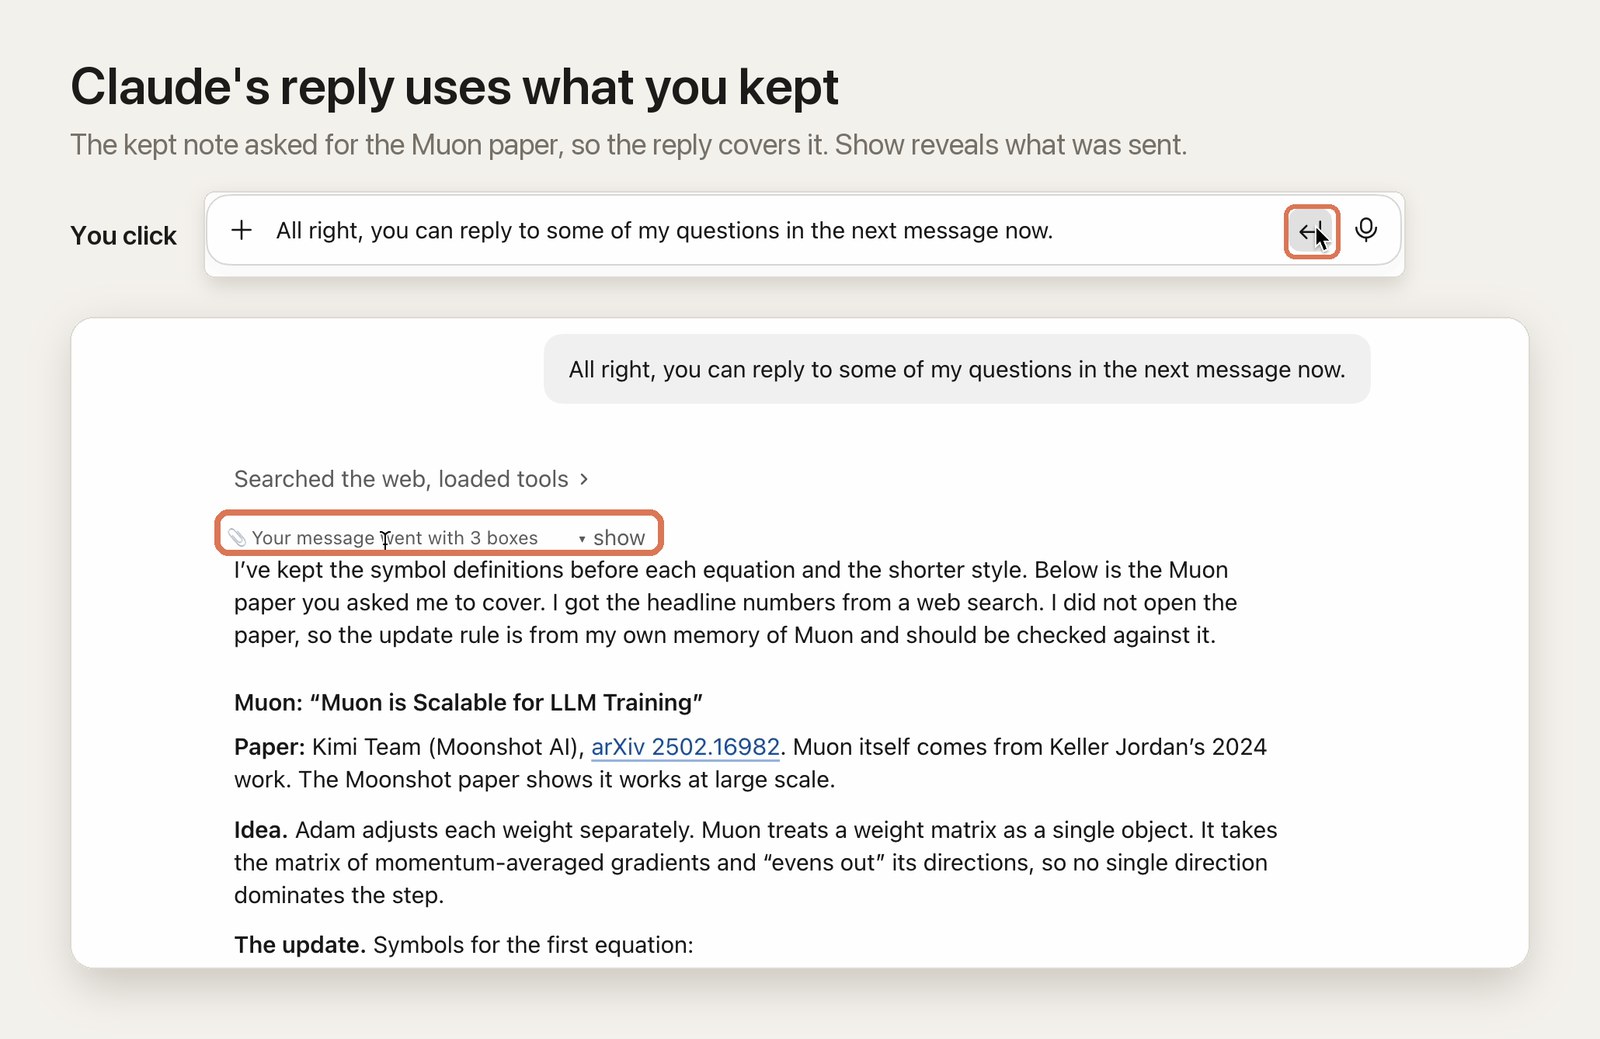 Claude's reply uses what you kept
The kept note asked for the Muon paper, so the reply covers it. Show reveals what was sent.
You click
All right, you can reply to some of my questions in the next message now.
All right, you can reply to some of my questions in the next message now.
Searched the web, loaded tools
Your message went with 3 boxes show
I’ve kept the symbol definitions before each equation and the shorter style. Below is the Muon
paper you asked me to cover. I got the headline numbers from a web search. I did not open the
paper, so the update rule is from my own memory of Muon and should be checked against it.
Muon: “Muon is Scalable for LLM Training”
Paper: Kimi Team (Moonshot AI), arXiv 2502.16982. Muon itself comes from Keller Jordan’s 2024
work. The Moonshot paper shows it works at large scale.
Idea. Adam adjusts each weight separately. Muon treats a weight matrix as a single object. It takes
the matrix of momentum-averaged gradients and “evens out” its directions, so no single direction
dominates the step.
The update. Symbols for the first equation: